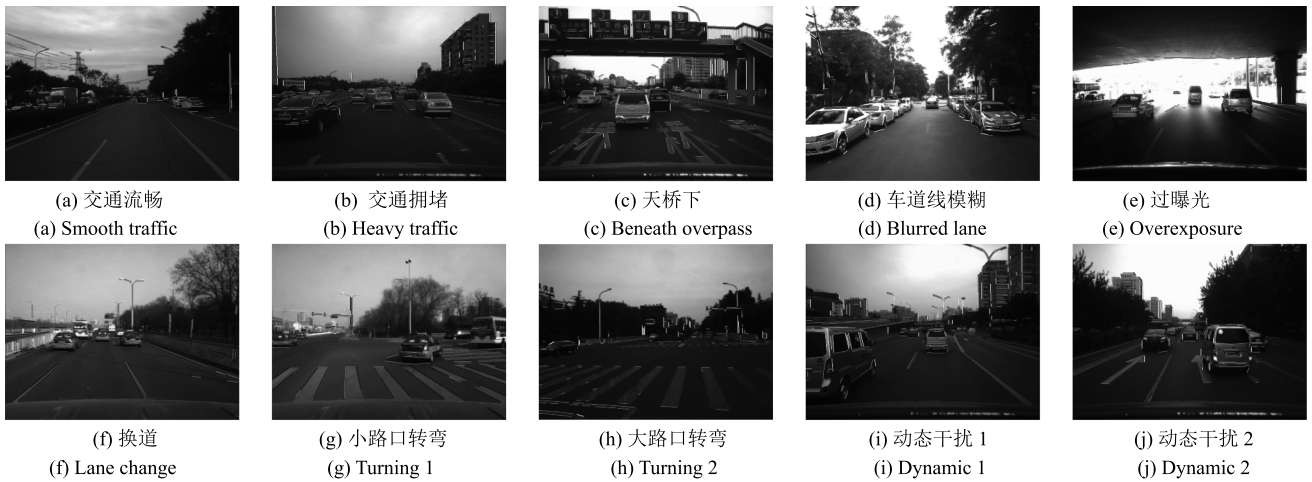 (a) 交通流畅
(a) Smooth traffic
(b) 交通拥堵
(b) Heavy traffic
(c) 天桥下
(c) Beneath overpass
(d) 车道线模糊
(d) Blurred lane
(e) 过曝光
(e) Overexposure
(f) 换道
(f) Lane change
(g) 小路口转弯
(g) Turning 1
(h) 大路口转弯
(h) Turning 2
(i) 动态干扰 1
(i) Dynamic 1
(j) 动态干扰 2
(j) Dynamic 2